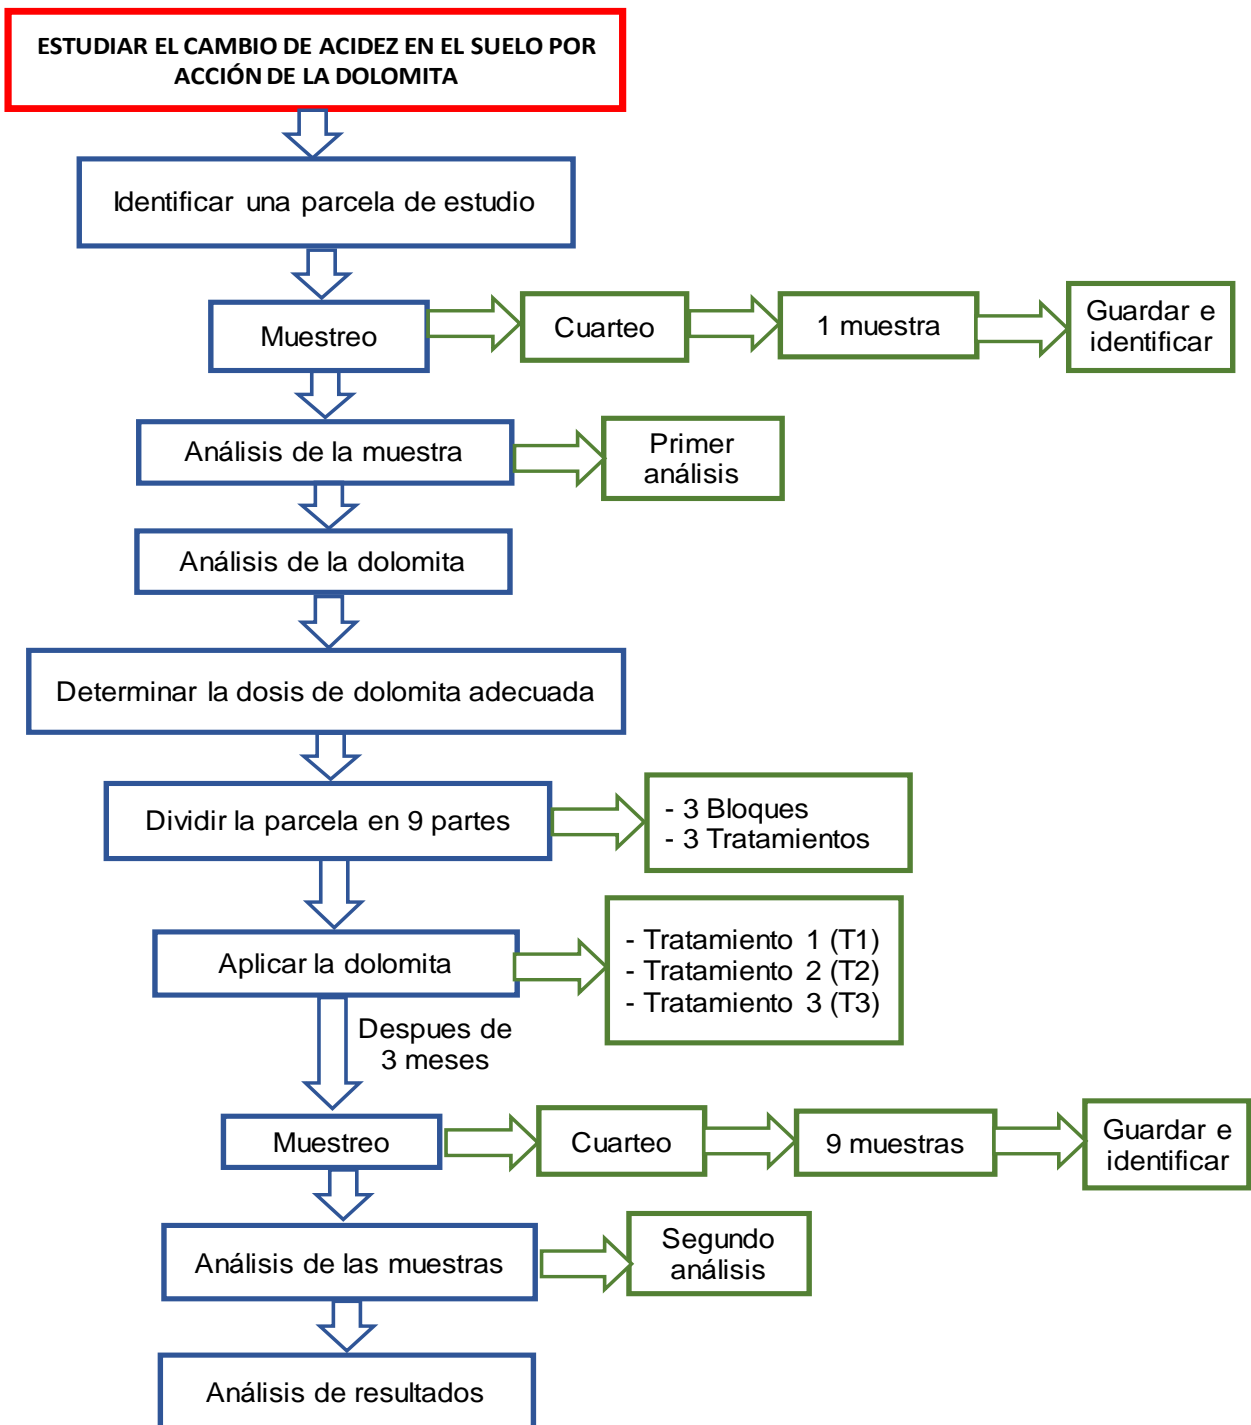 ESTUDIAR EL CAMBIO DE ACIDEZ EN EL SUELO POR
ACCIÓN DE LA DOLOMITA
Identificar una parcela de estudio
Muestreo
Cuarteo
1 muestra
Guardar e
identificar
Análisis de la muestra
Primer
análisis
Análisis de la dolomita
Determinar la dosis de dolomita adecuada
Dividir la parcela en 9 partes
- 3 Bloques
- 3 Tratamientos
Aplicar la dolomita
- Tratamiento 1 (T1)
- Tratamiento 2 (T2)
- Tratamiento 3 (T3)
Despues de
3 meses
Muestreo
Cuarteo
9 muestras
Guardar e
identificar
Análisis de las muestras
Segundo
análisis
Análisis de resultados